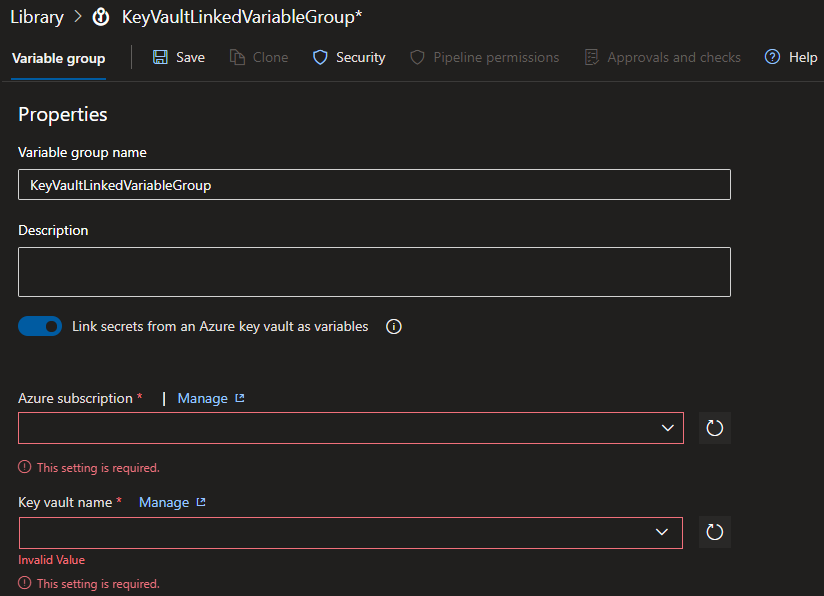 Library > KeyVaultLinkedVariableGroup*
Variable group | Save Clone Security Pipeline permissions Approvals and checks Help
Properties
Variable group name
KeyVaultLinkedVariableGroup
Description
Link secrets from an Azure key vault as variables
Azure subscription * | Manage
This setting is required.
Key vault name * Manage
Invalid Value
This setting is required.